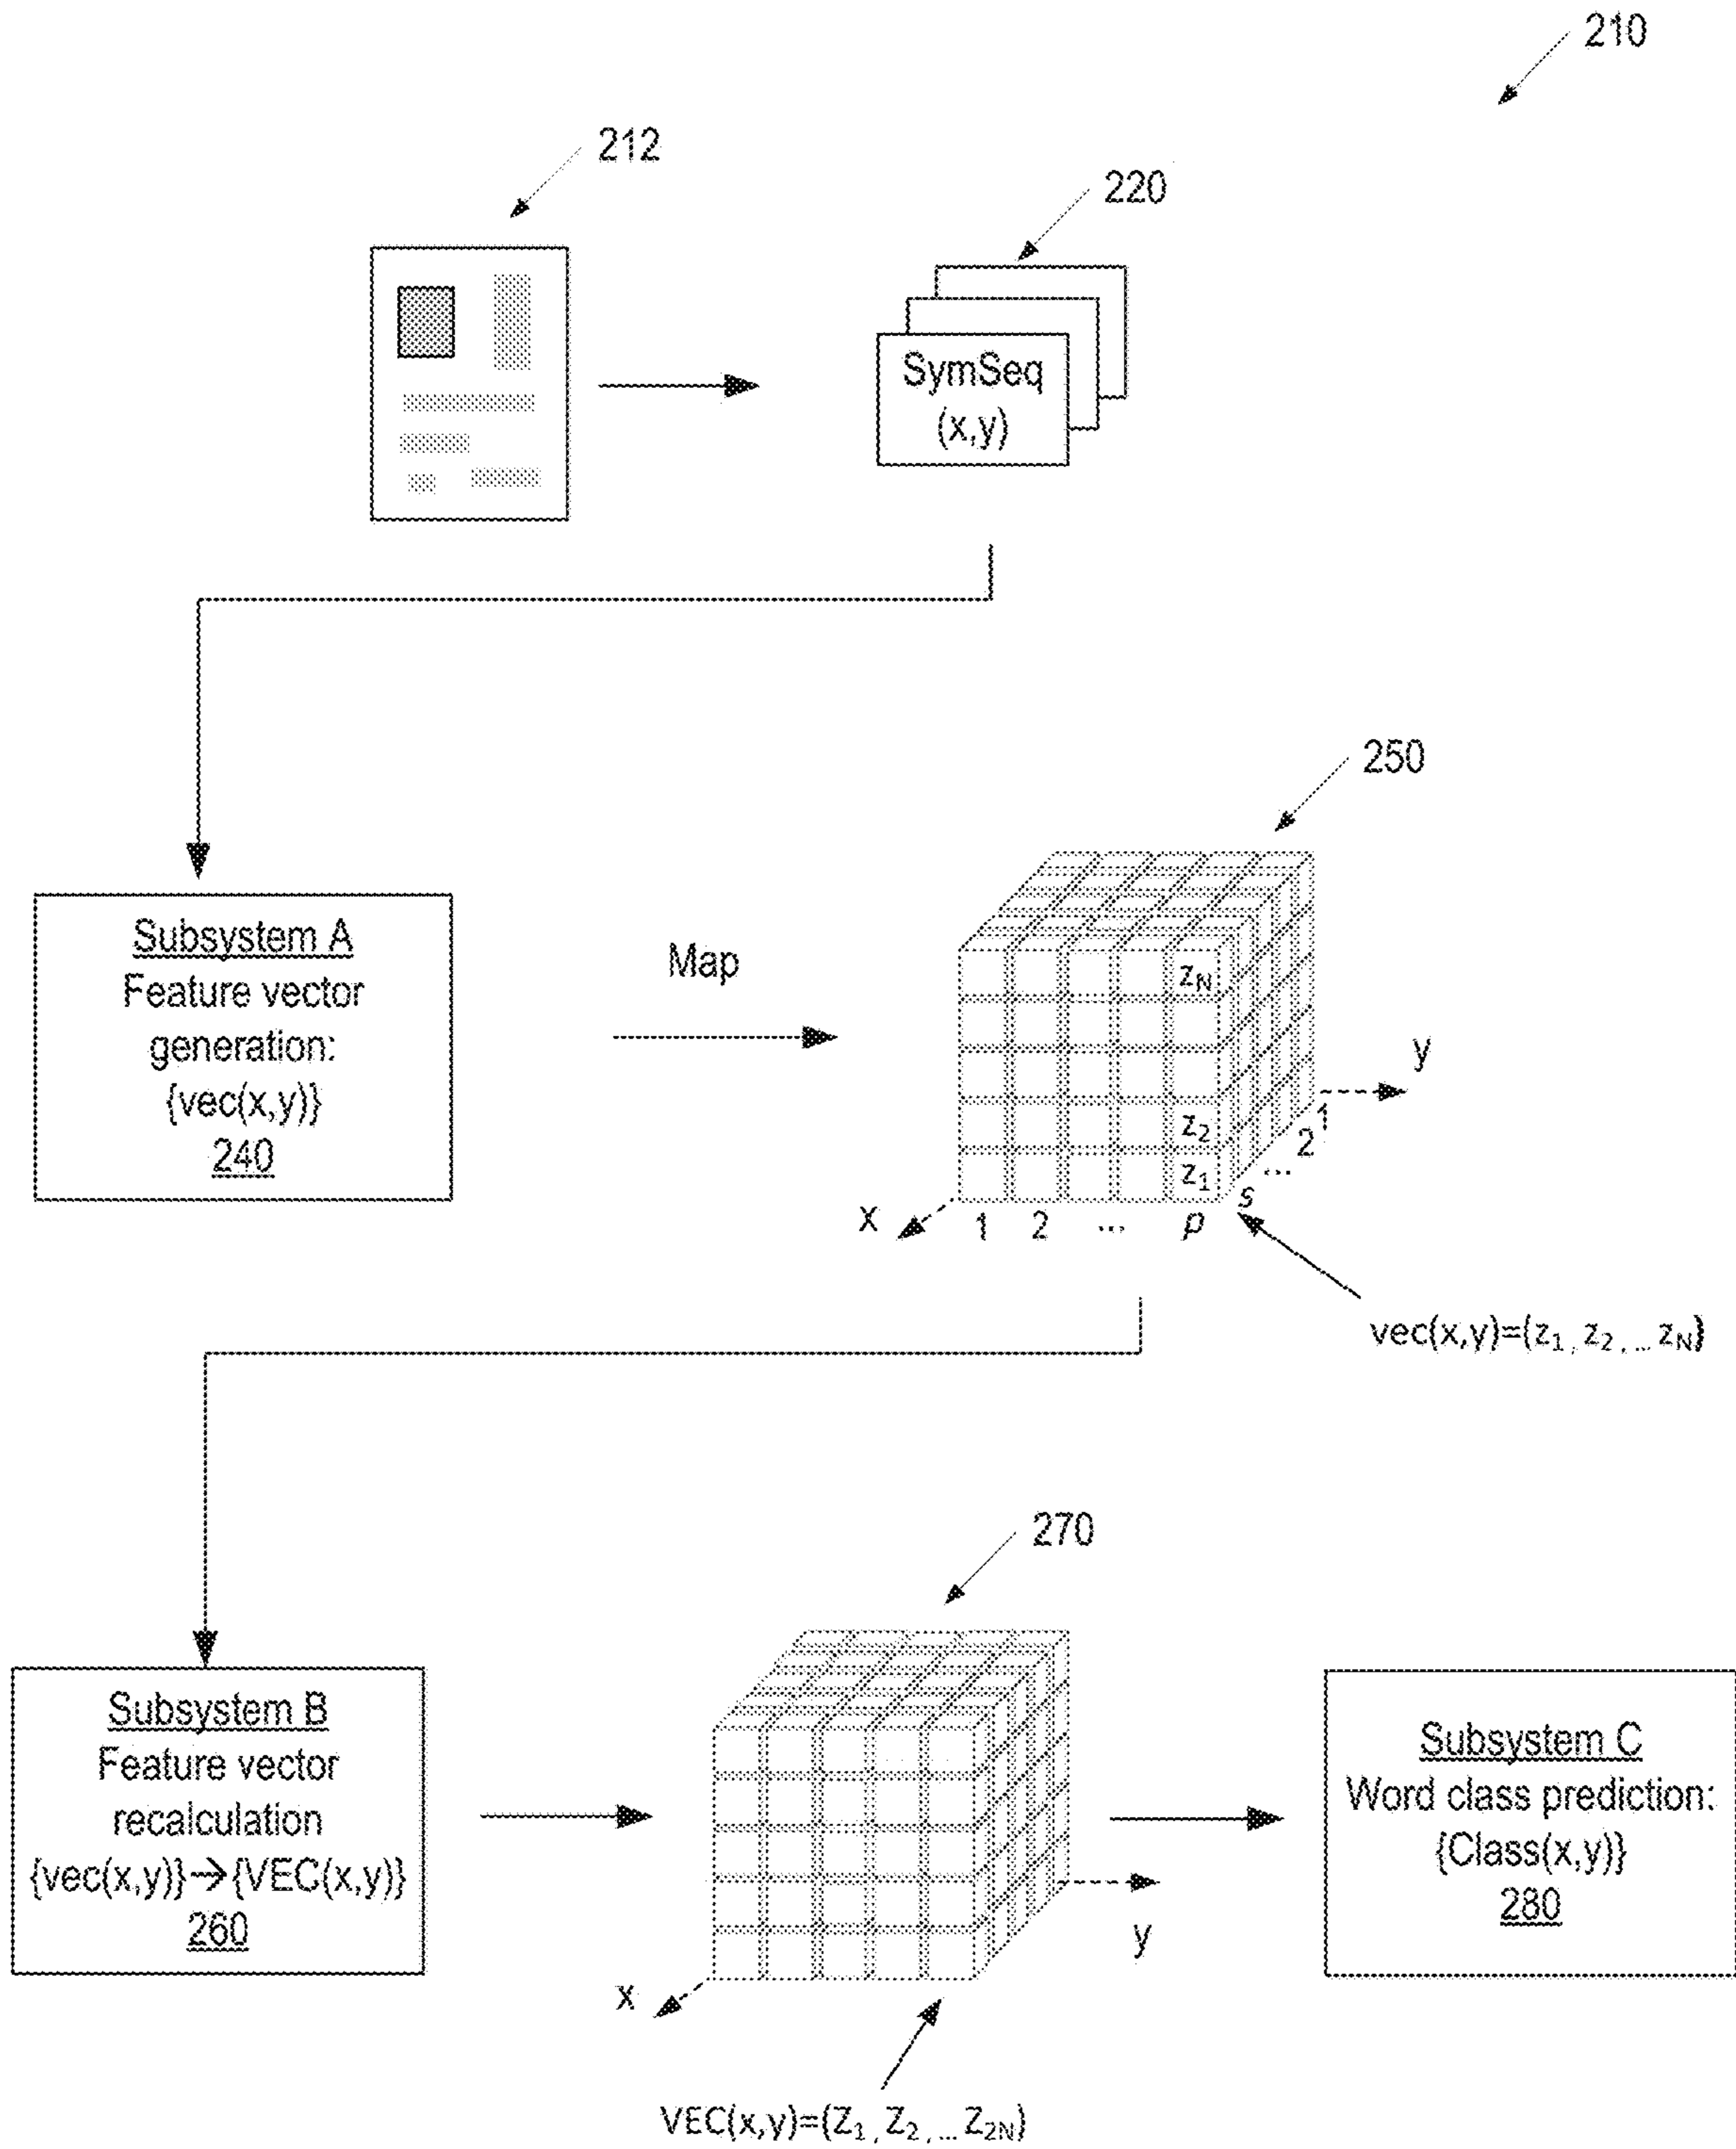 210
212
220
SymSeq
(x,y)
250
Subsystem A
Feature vector
generation:
{vec(x,y)}
240
Map
zN
z2
z1
y
1
2
...
s
x
1 2 ... p
vec(x,y)=(z1, z2, ... zN)
270
Subsystem B
Feature vector
recalculation
{vec(x,y)}→{VEC(x,y)}
260
Subsystem C
Word class prediction:
{Class(x,y)}
280
y
x
VEC(x,y)=(Z1, Z2, ... Z2N)